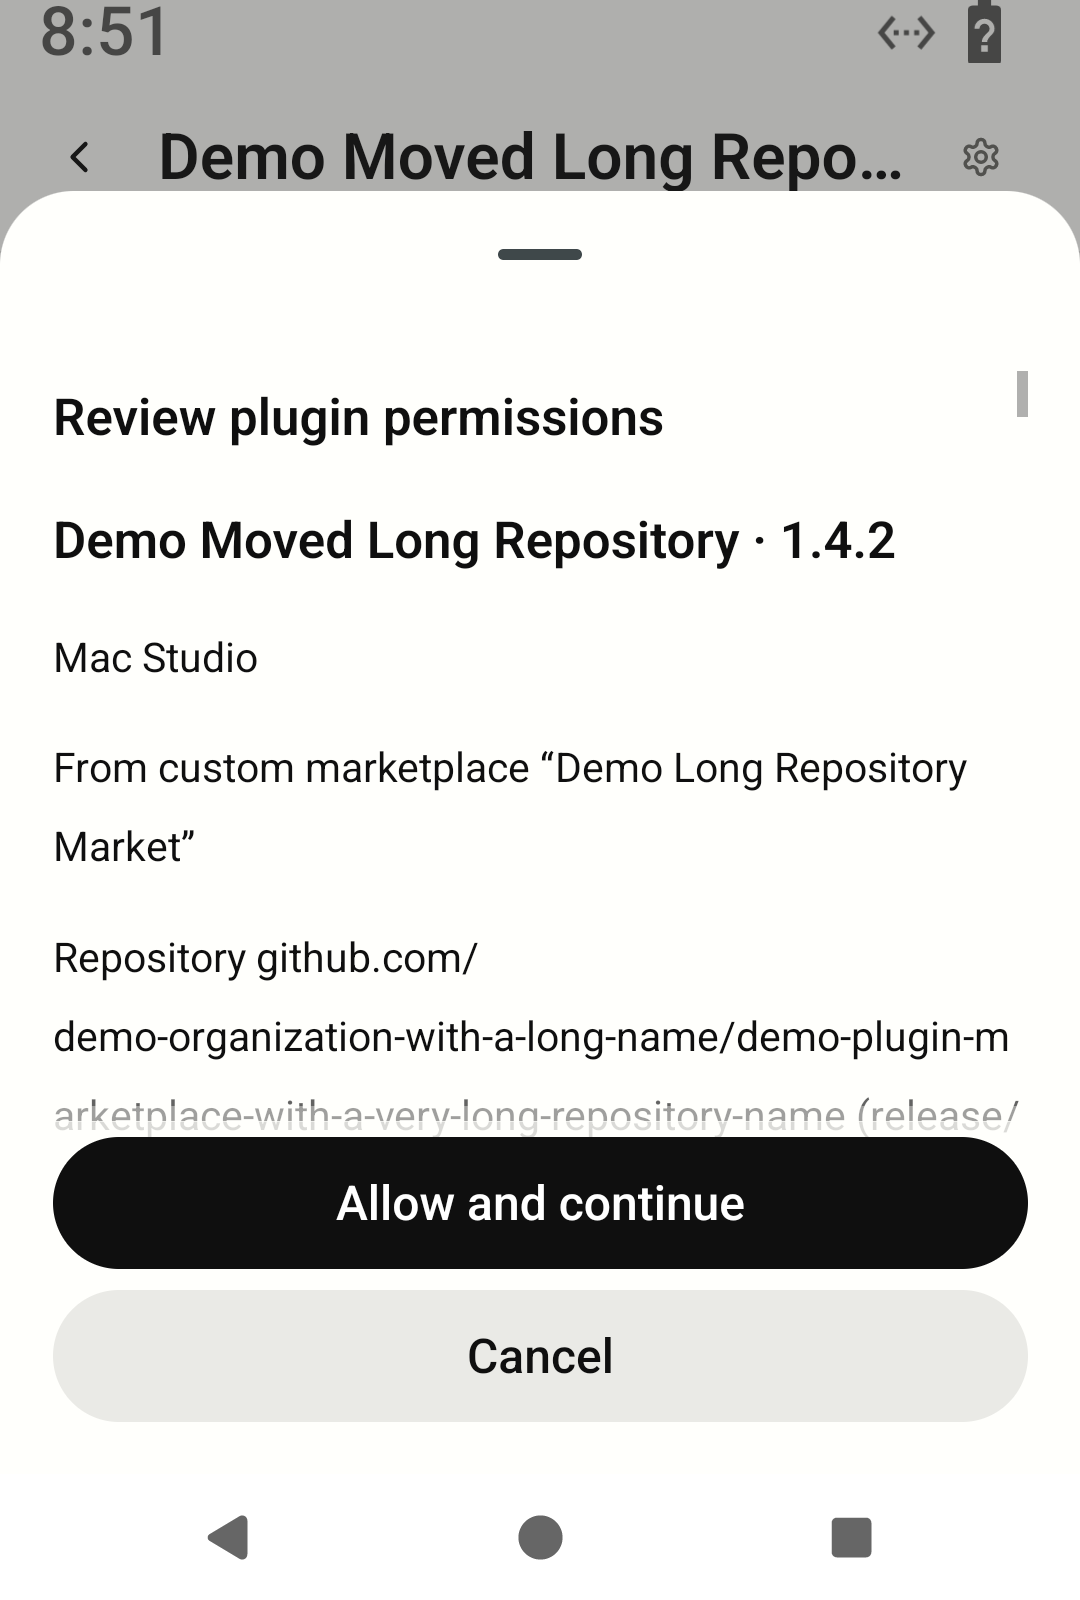 8:51
Demo Moved Long Repo...
Review plugin permissions
Demo Moved Long Repository · 1.4.2
Mac Studio
From custom marketplace “Demo Long Repository
Market”
Repository github.com/
demo-organization-with-a-long-name/demo-plugin-m
arketplace-with-a-very-long-repository-name (release/
Allow and continue
Cancel